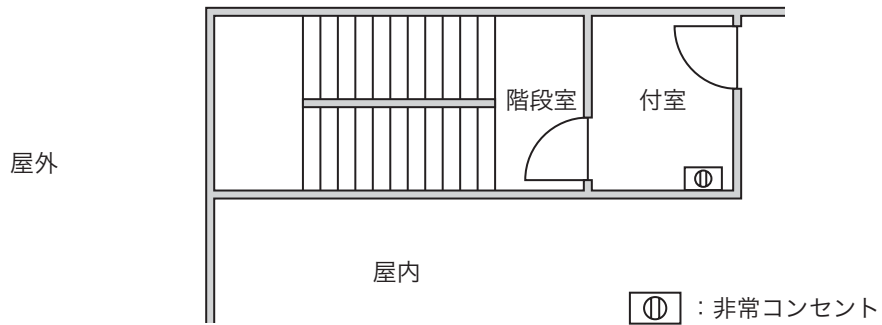 階段室
付室
屋外
屋内
：非常コンセント